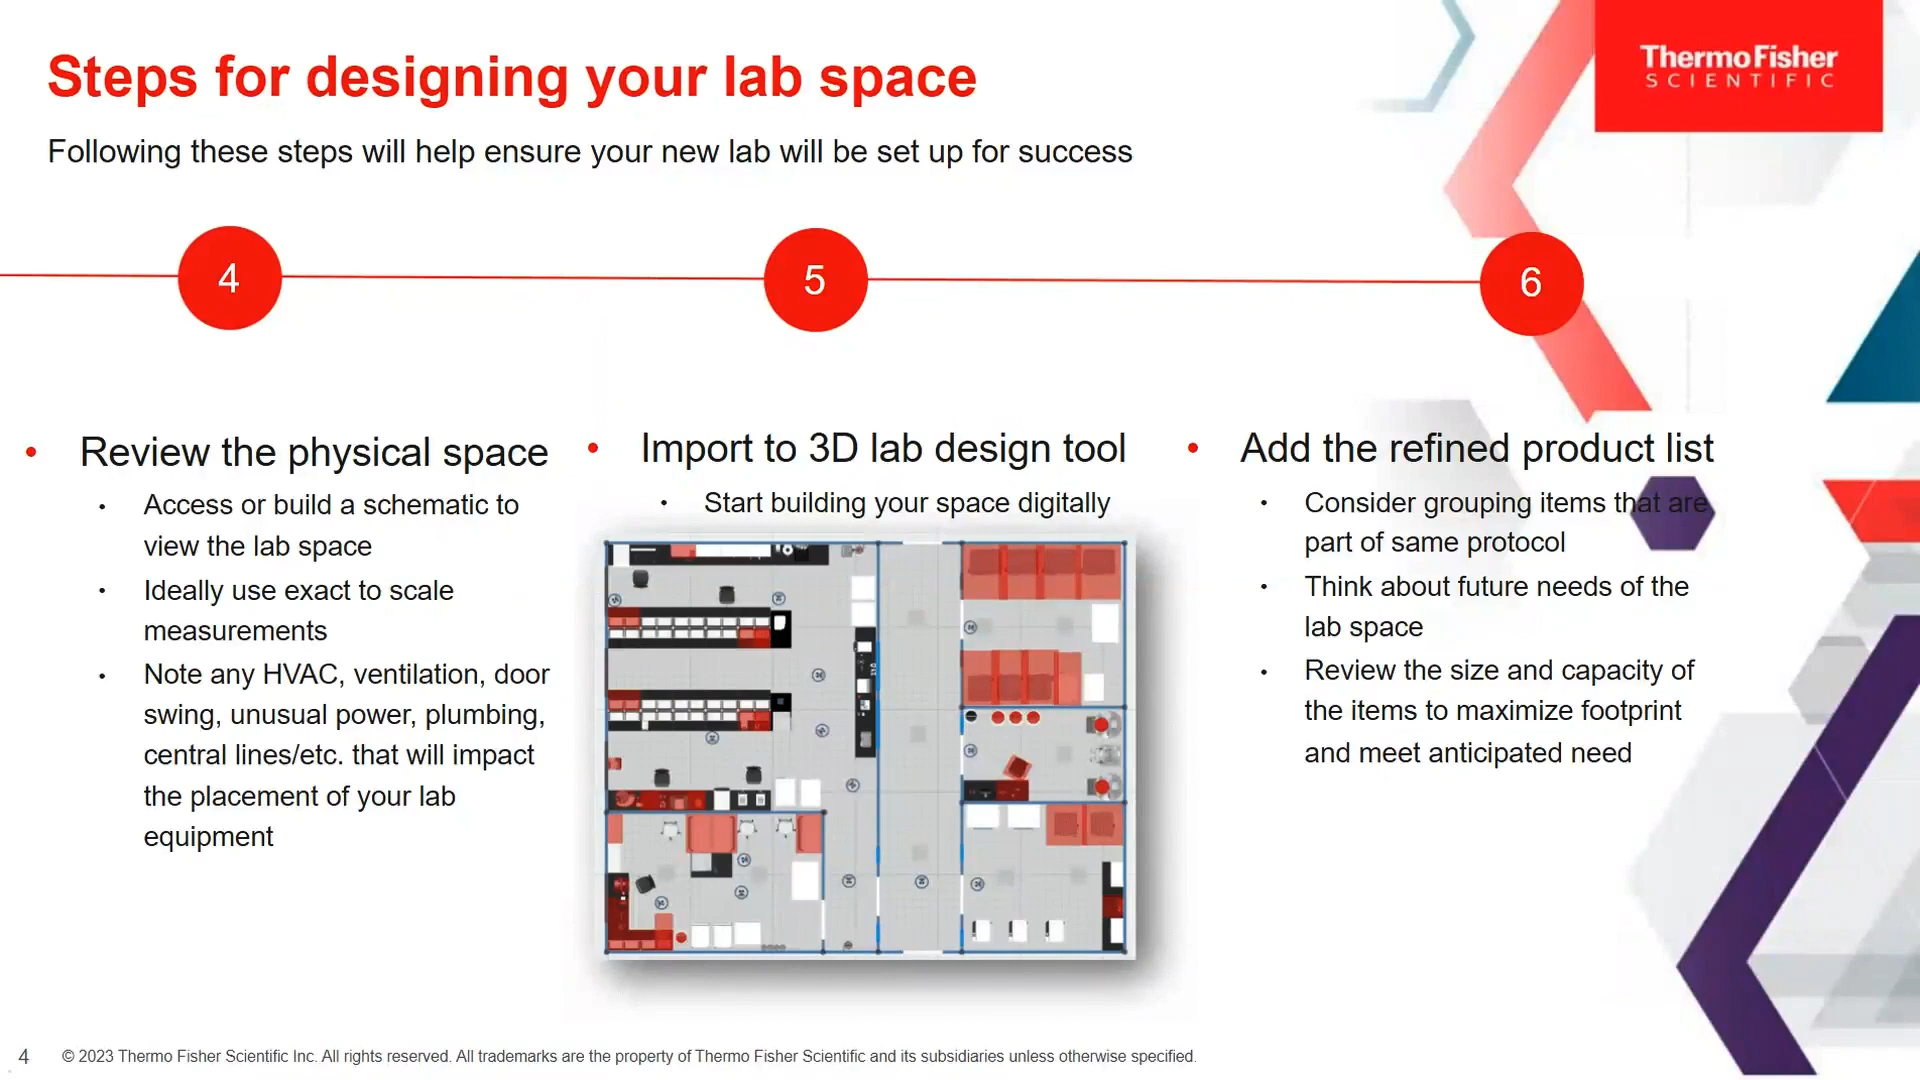 Steps for designing your lab space
ThermoFisher
SCIENTIFIC
Following these steps will help ensure your new lab will be set up for success
4
5
6
• Review the physical space
• Access or build a schematic to
view the lab space
• Ideally use exact to scale
measurements
• Note any HVAC, ventilation, door
swing, unusual power, plumbing,
central lines/etc. that will impact
the placement of your lab
equipment
• Import to 3D lab design tool
• Start building your space digitally
• Add the refined product list
• Consider grouping items that are
part of same protocol
• Think about future needs of the
lab space
• Review the size and capacity of
the items to maximize footprint
and meet anticipated need
4
© 2023 Thermo Fisher Scientific Inc. All rights reserved. All trademarks are the property of Thermo Fisher Scientific and its subsidiaries unless otherwise specified.